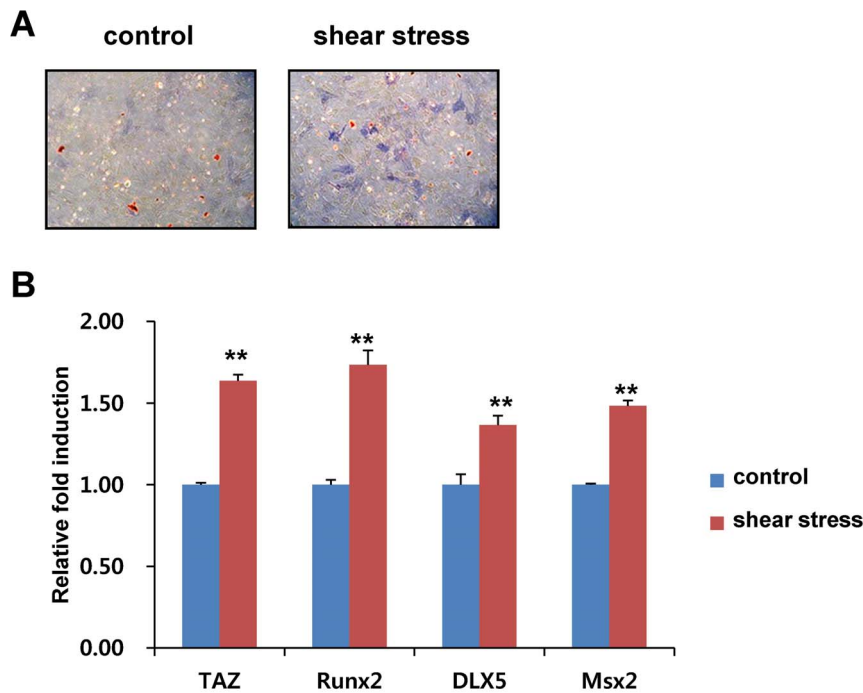 A
control shear stress
B
2.00
**
**
1.50
**
**
1.00
0.50
0.00
Relative fold induction
TAZ Runx2 DLX5 Msx2
control
shear stress